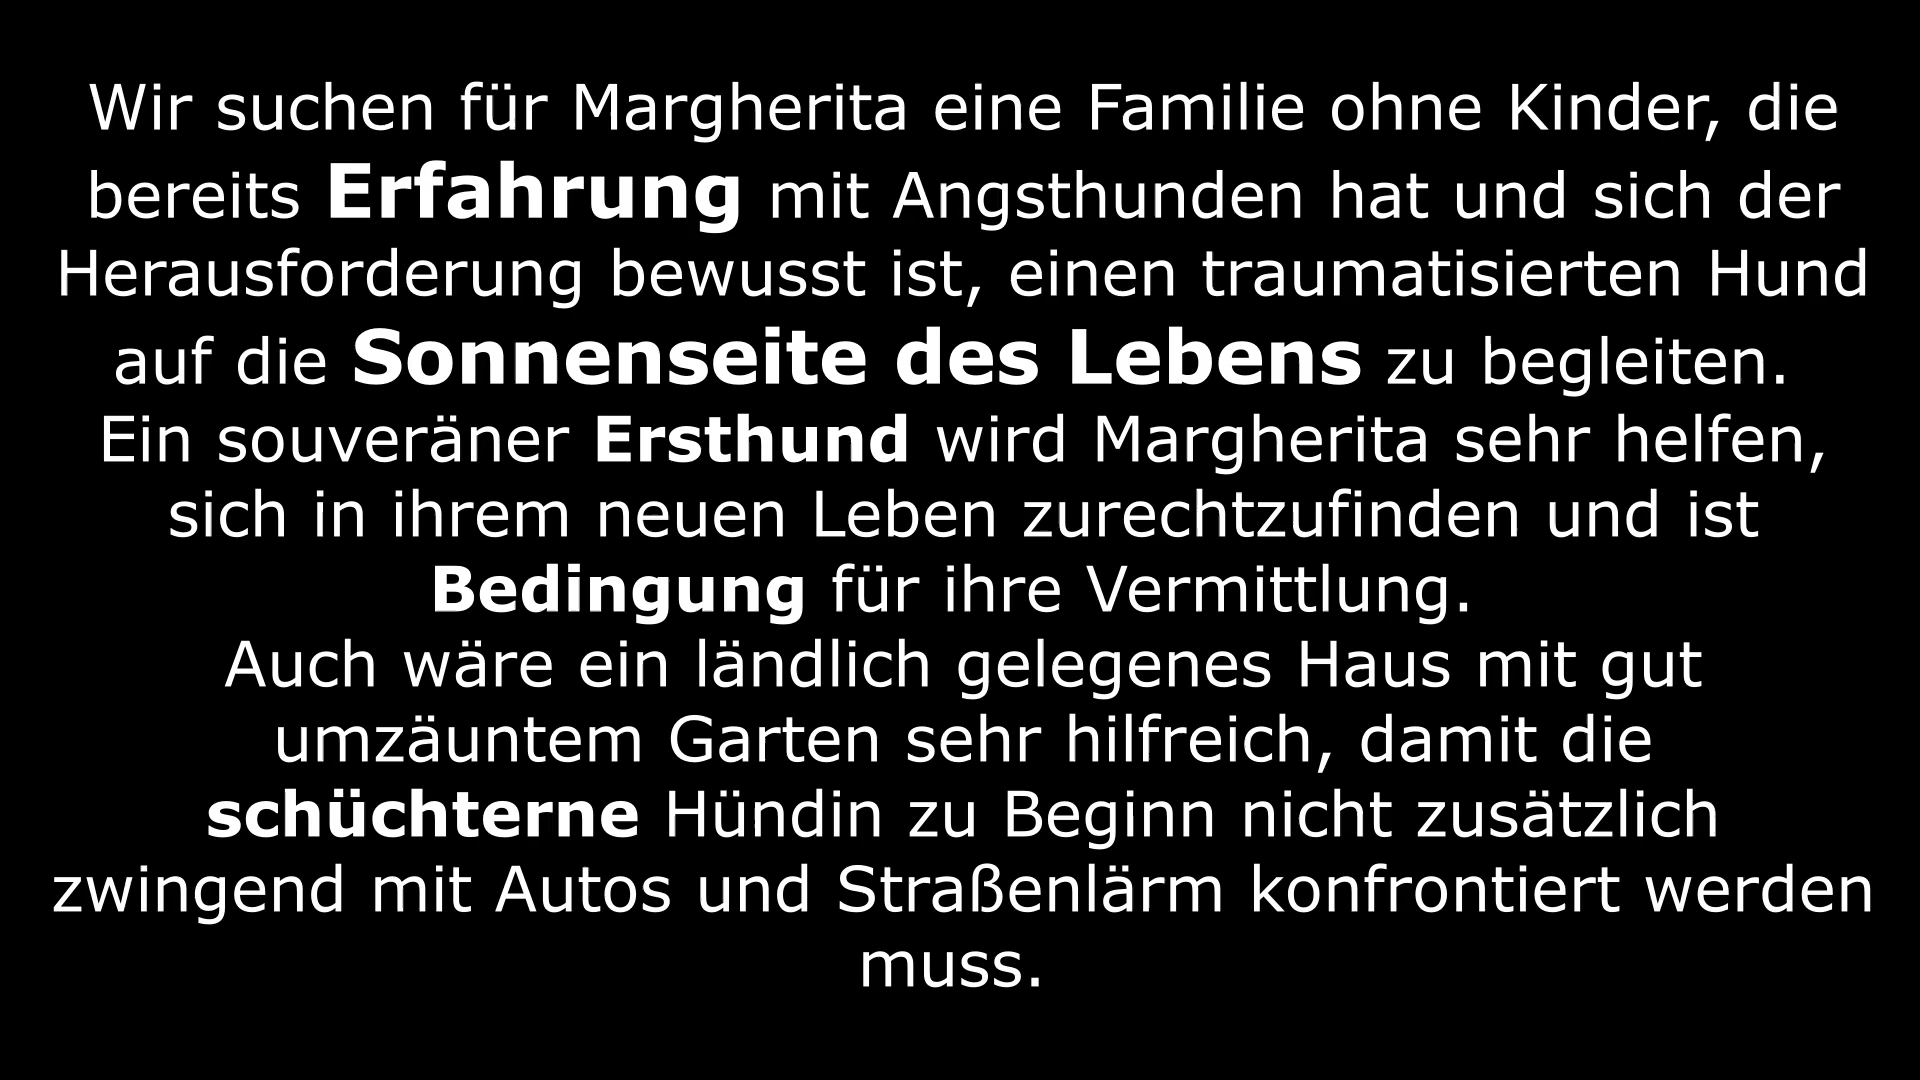 Wir suchen für Margherita eine Familie ohne Kinder, die
bereits Erfahrung mit Angsthunden hat und sich der
Herausforderung bewusst ist, einen traumatisierten Hund
auf die Sonnenseite des Lebens zu begleiten.
Ein souveräner Ersthund wird Margherita sehr helfen,
sich in ihrem neuen Leben zurechtzufinden und ist
Bedingung für ihre Vermittlung.
Auch wäre ein ländlich gelegenes Haus mit gut
umzäuntem Garten sehr hilfreich, damit die
schüchterne Hündin zu Beginn nicht zusätzlich
zwingend mit Autos und Straßenlärm konfrontiert werden
muss.